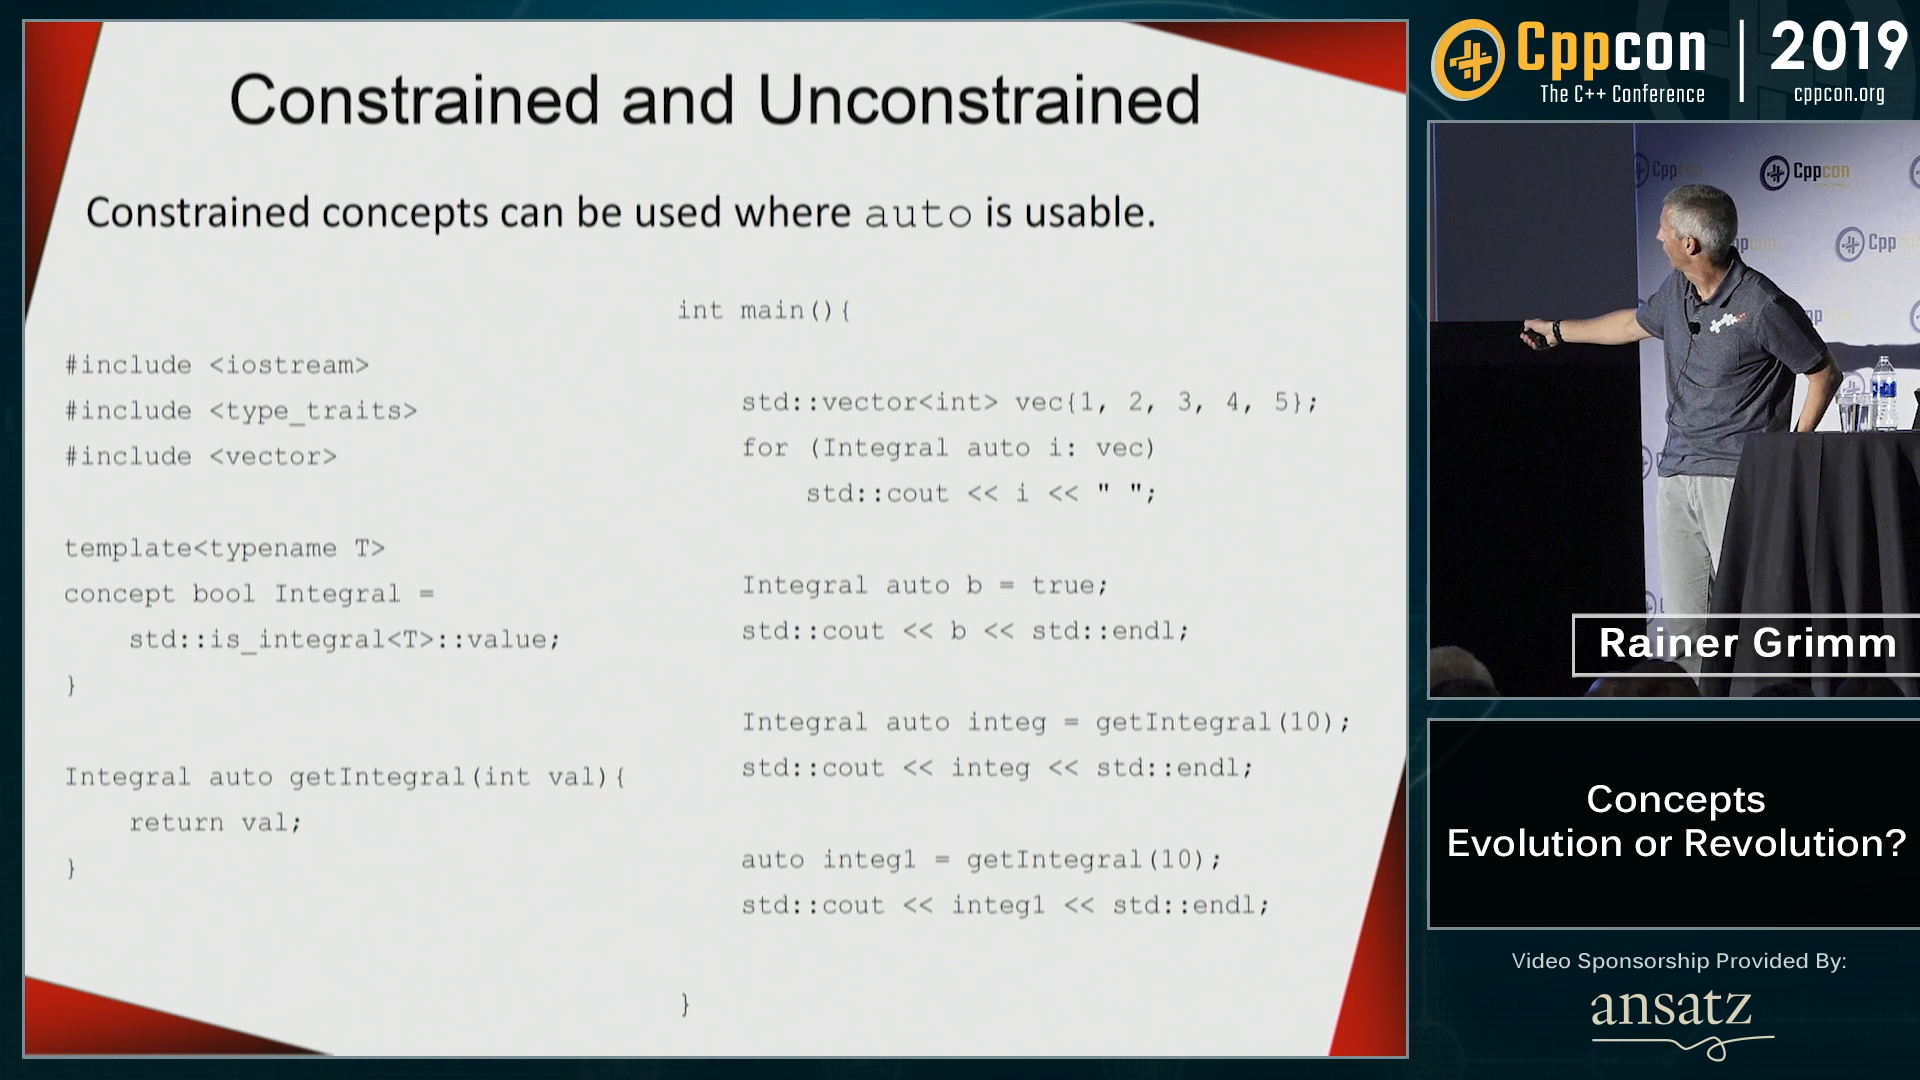 Constrained and Unconstrained
Constrained concepts can be used where auto is usable.
#include <iostream>
#include <type_traits>
#include <vector>
template<typename T>
concept bool Integral =
    std::is_integral<T>::value;
}
Integral auto getIntegral(int val){
    return val;
}
int main(){
    std::vector<int> vec{1, 2, 3, 4, 5};
    for (Integral auto i: vec)
        std::cout << i << " ";
    Integral auto b = true;
    std::cout << b << std::endl;
    Integral auto integ = getIntegral(10);
    std::cout << integ << std::endl;
    auto integ1 = getIntegral(10);
    std::cout << integ1 << std::endl;
}
Cppcon | 2019
The C++ Conference cppcon.org
Cppcon
Cppcon
Cpp
Rainer Grimm
Concepts
Evolution or Revolution?
Video Sponsorship Provided By:
ansatz